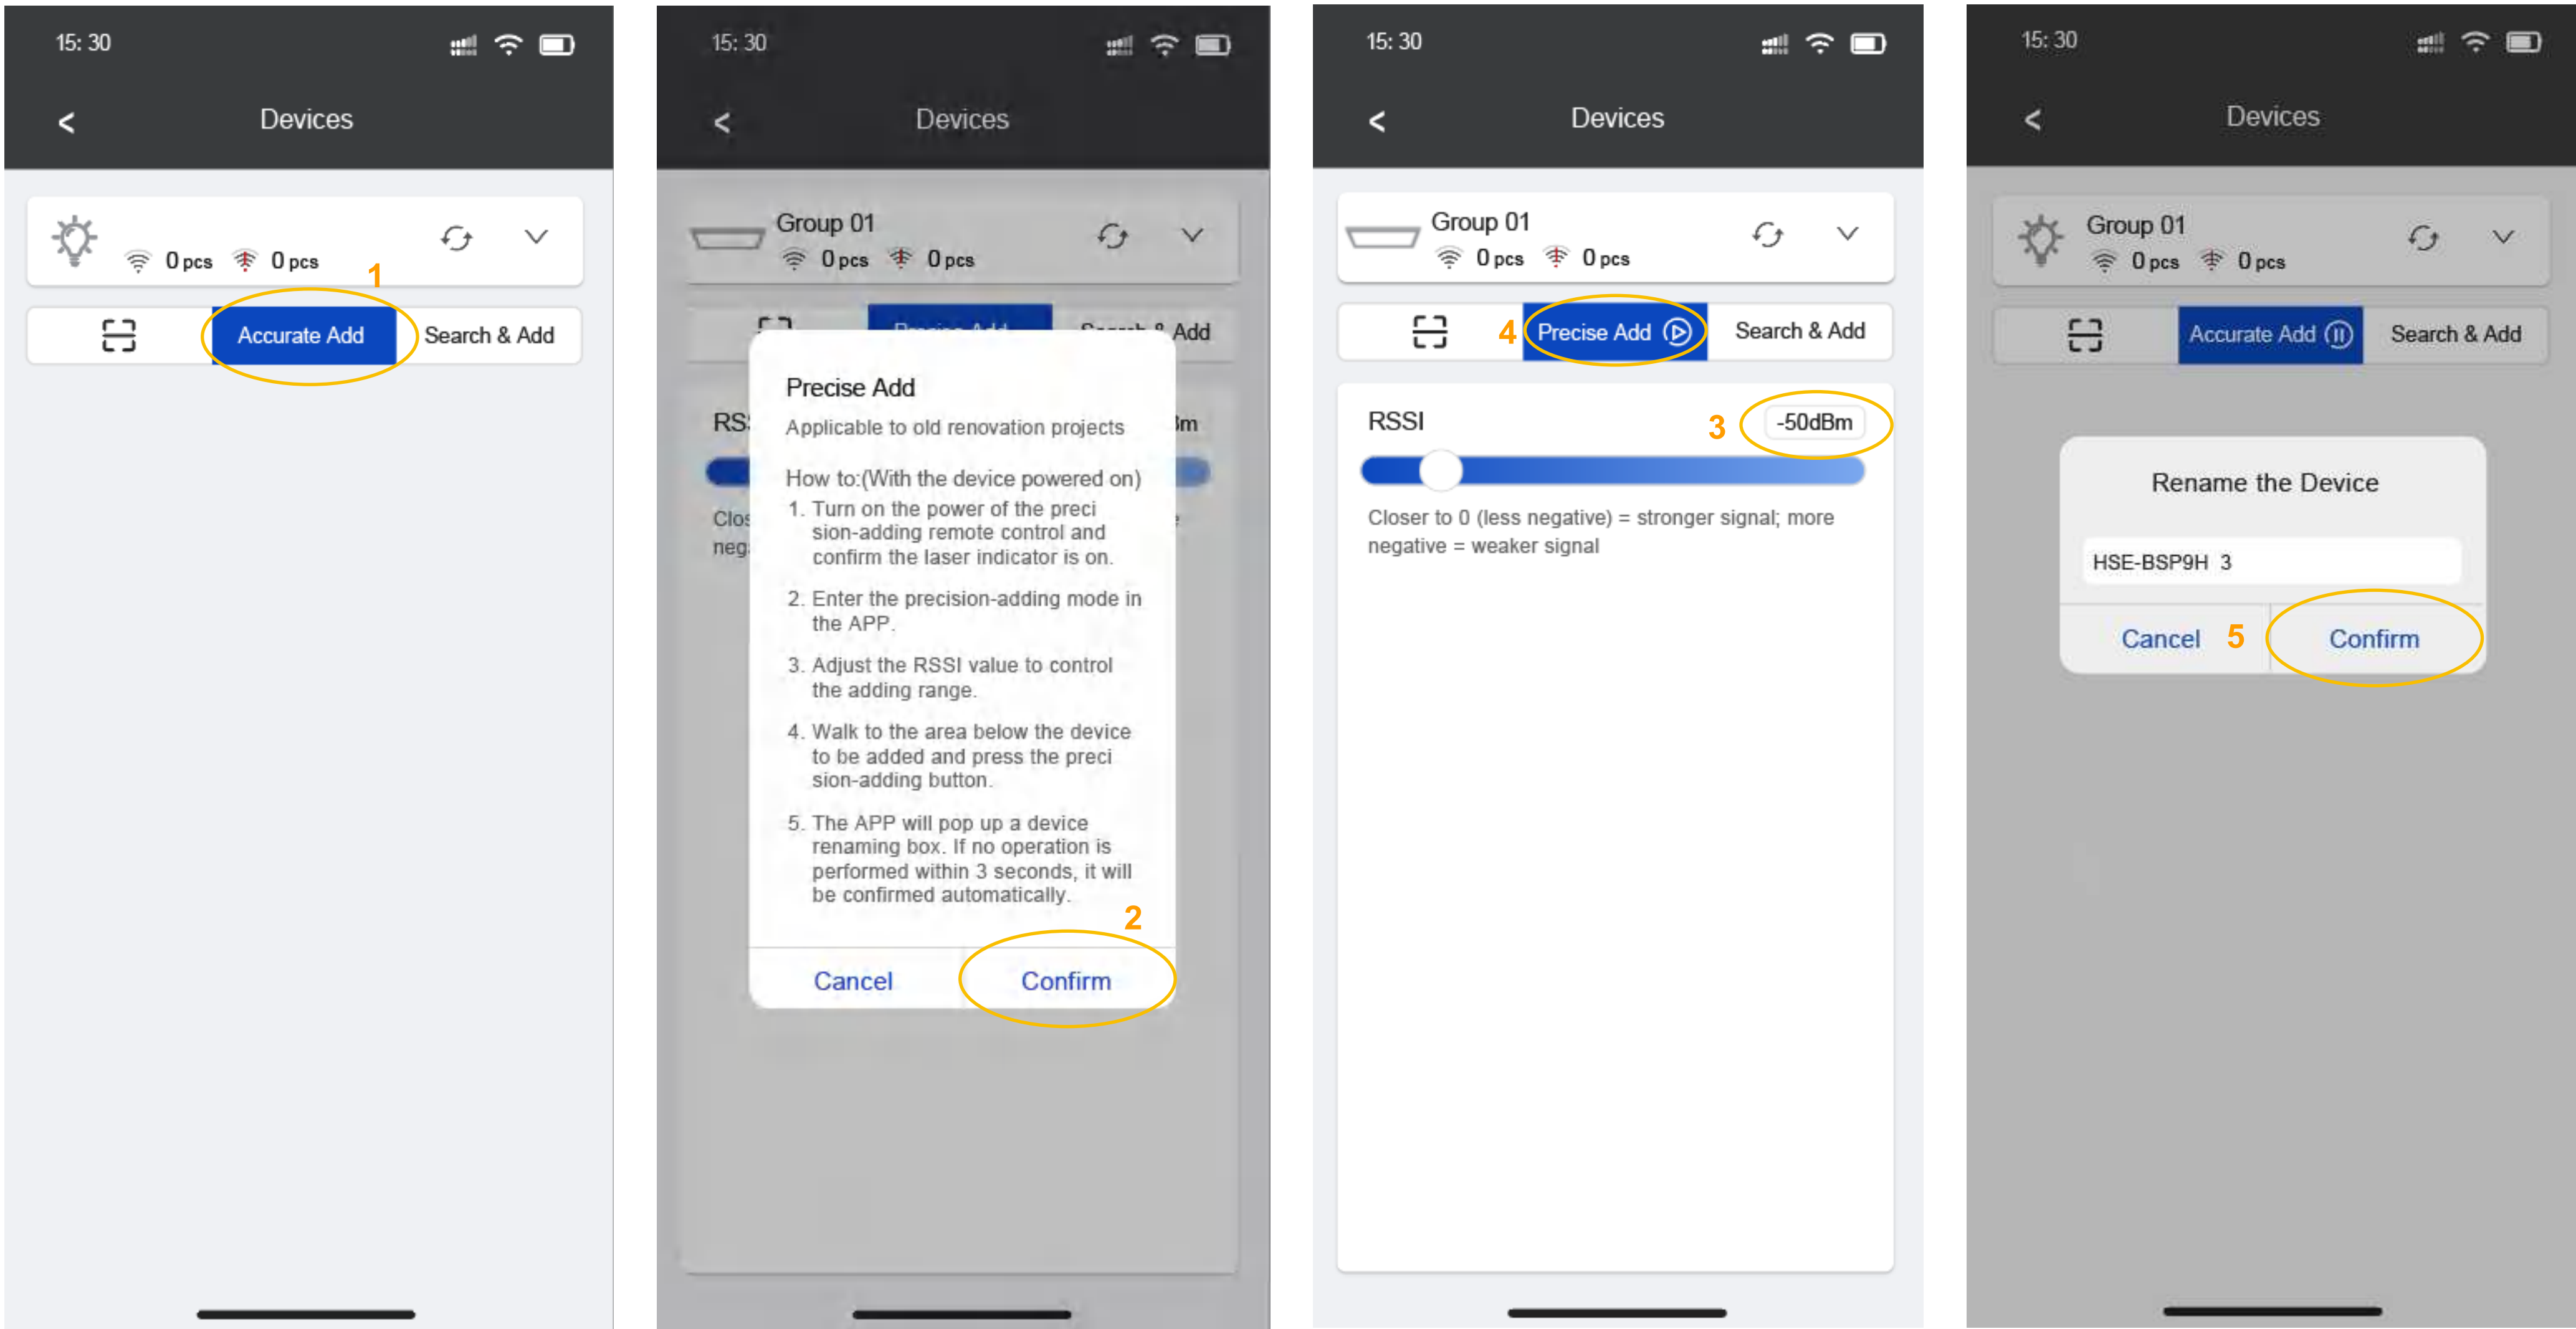 15: 30
<
Devices
0 pcs 0 pcs
1
Accurate Add
Search & Add
15: 30
<
Devices
Group 01
0 pcs 0 pcs
Add
Precise Add
Applicable to old renovation projects
How to:(With the device powered on)
1. Turn on the power of the preci
sion-adding remote control and
confirm the laser indicator is on.
2. Enter the precision-adding mode in
the APP.
3. Adjust the RSSI value to control
the adding range.
4. Walk to the area below the device
to be added and press the preci
sion-adding button.
5. The APP will pop up a device
renaming box. If no operation is
performed within 3 seconds, it will
be confirmed automatically.
2
Cancel
Confirm
15: 30
<
Devices
Group 01
0 pcs 0 pcs
4
Precise Add
Search & Add
RSSI
3
-50dBm
Closer to 0 (less negative) = stronger signal; more
negative = weaker signal
15: 30
<
Devices
Group 01
0 pcs 0 pcs
Accurate Add
Search & Add
Rename the Device
HSE-BSP9H 3
Cancel
5
Confirm